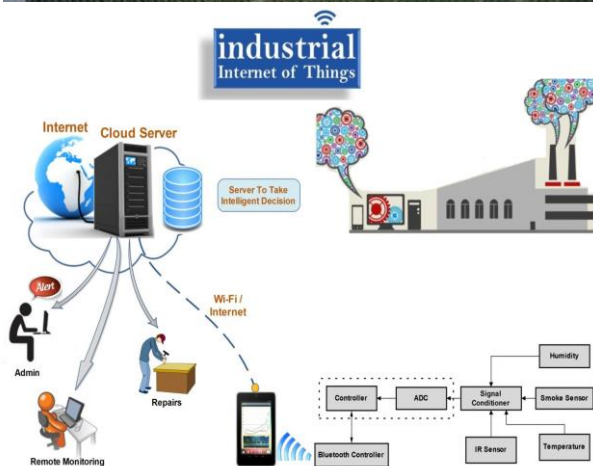 industrial
Internet of Things
Internet
Cloud Server
Server To Take
Intelligent Decision
Alert
Wi-Fi /
Internet
Admin
Repairs
Remote Monitoring
Humidity
Controller
ADC
Signal
Conditioner
Smoke Sensor
Bluetooth Controller
IR Sensor
Temperature